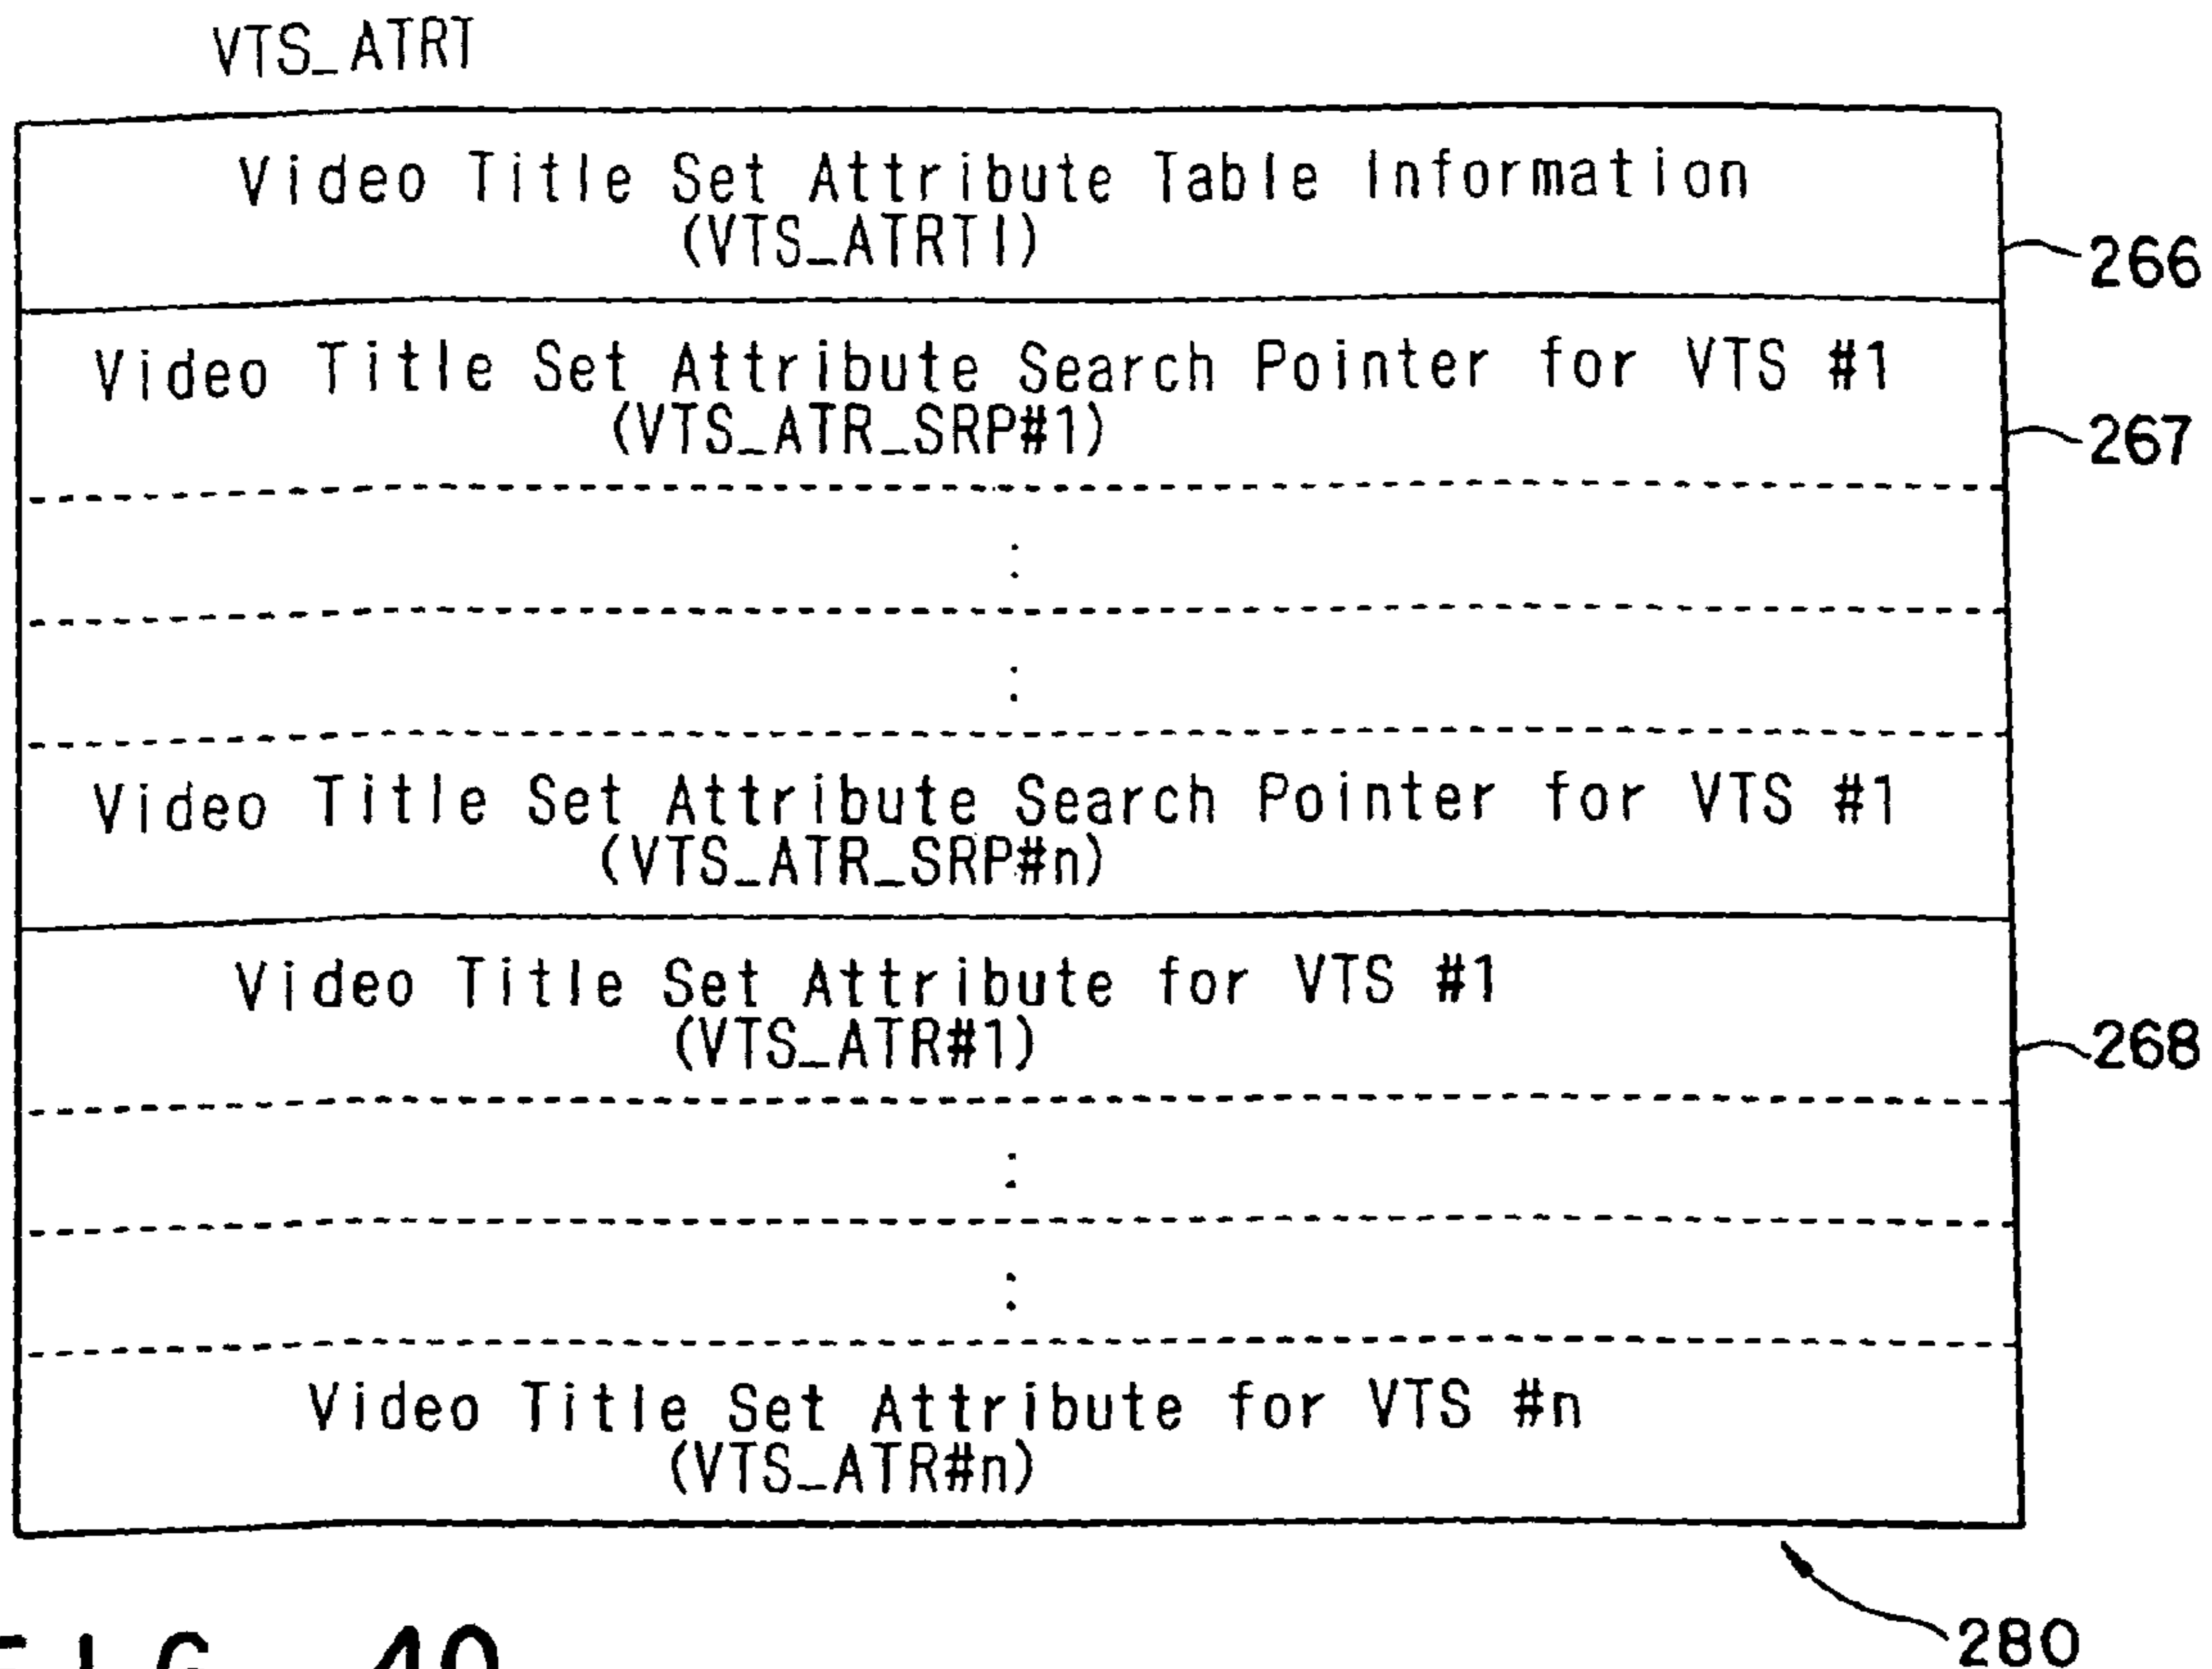 VTS_ATRT
Video Title Set Attribute Table Information
(VTS_ATRTI)
266
Video Title Set Attribute Search Pointer for VTS #1
(VTS_ATR_SRP#1)
267
:
:
Video Title Set Attribute Search Pointer for VTS #1
(VTS_ATR_SRP#n)
Video Title Set Attribute for VTS #1
(VTS_ATR#1)
268
:
:
Video Title Set Attribute for VTS #n
(VTS_ATR#n)
280
FIG. 40